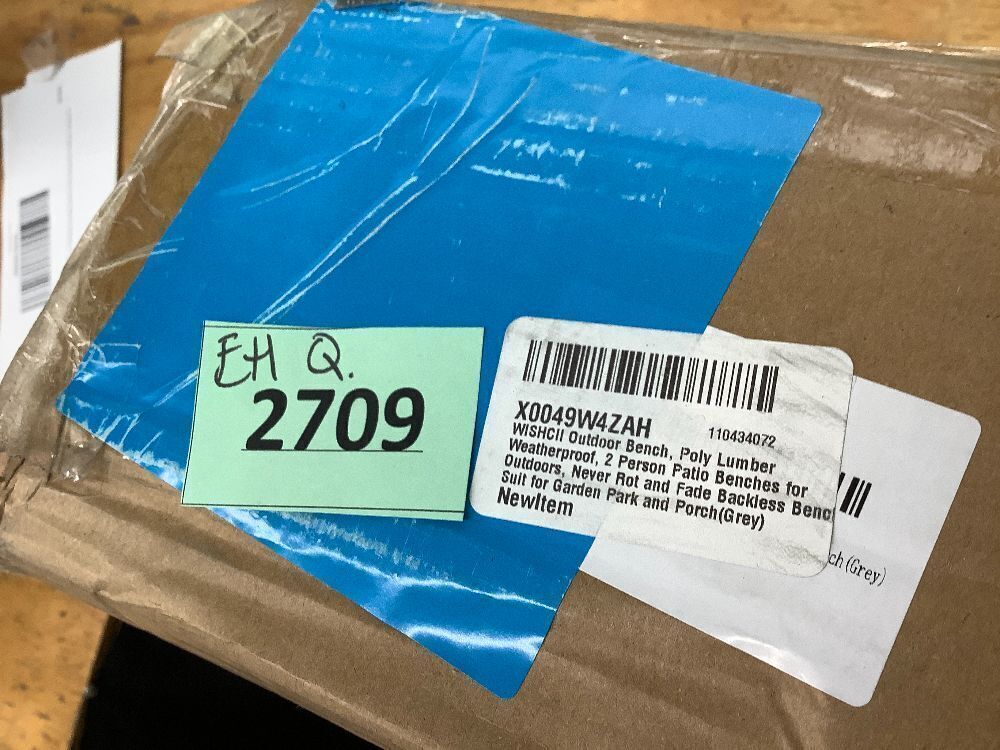 EH Q.
2709
X0049W4ZAH 110434072
WISHCII Outdoor Bench, Poly Lumber
Weatherproof, 2 Person Patio Benches for
Outdoors, Never Rot and Fade Backless Benc
Suit for Garden Park and Porch(Grey)
NewItem
ch (Grey)